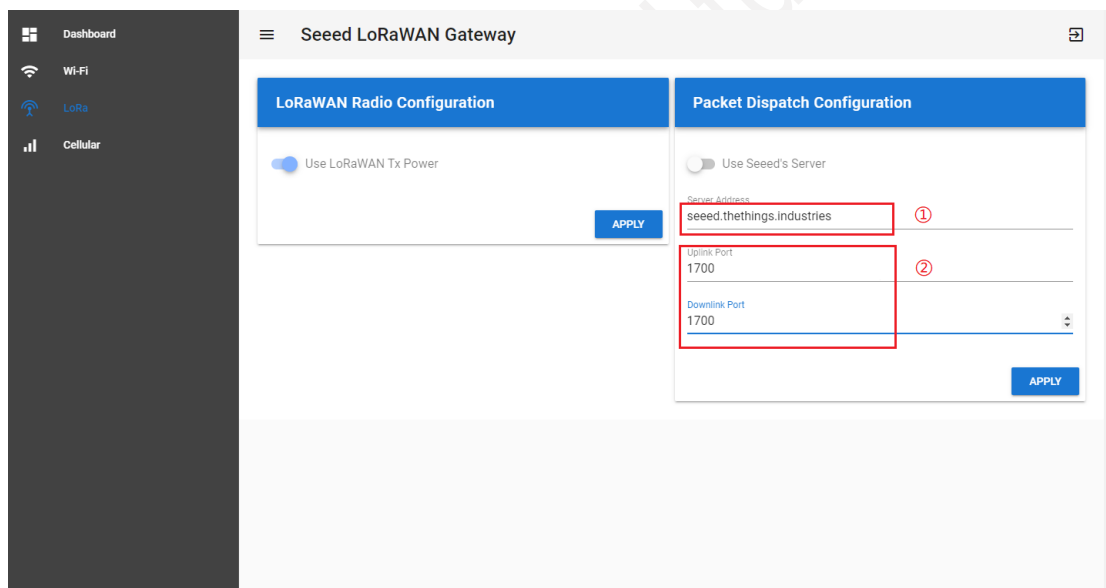 Dashboard
Wi-Fi
LoRa
Cellular
Seeed LoRaWAN Gateway
LoRaWAN Radio Configuration
Use LoRaWAN Tx Power
APPLY
Packet Dispatch Configuration
Use Seeed's Server
Server Address
seeed.thethings.industries
①
Uplink Port
1700
②
Downlink Port
1700
APPLY